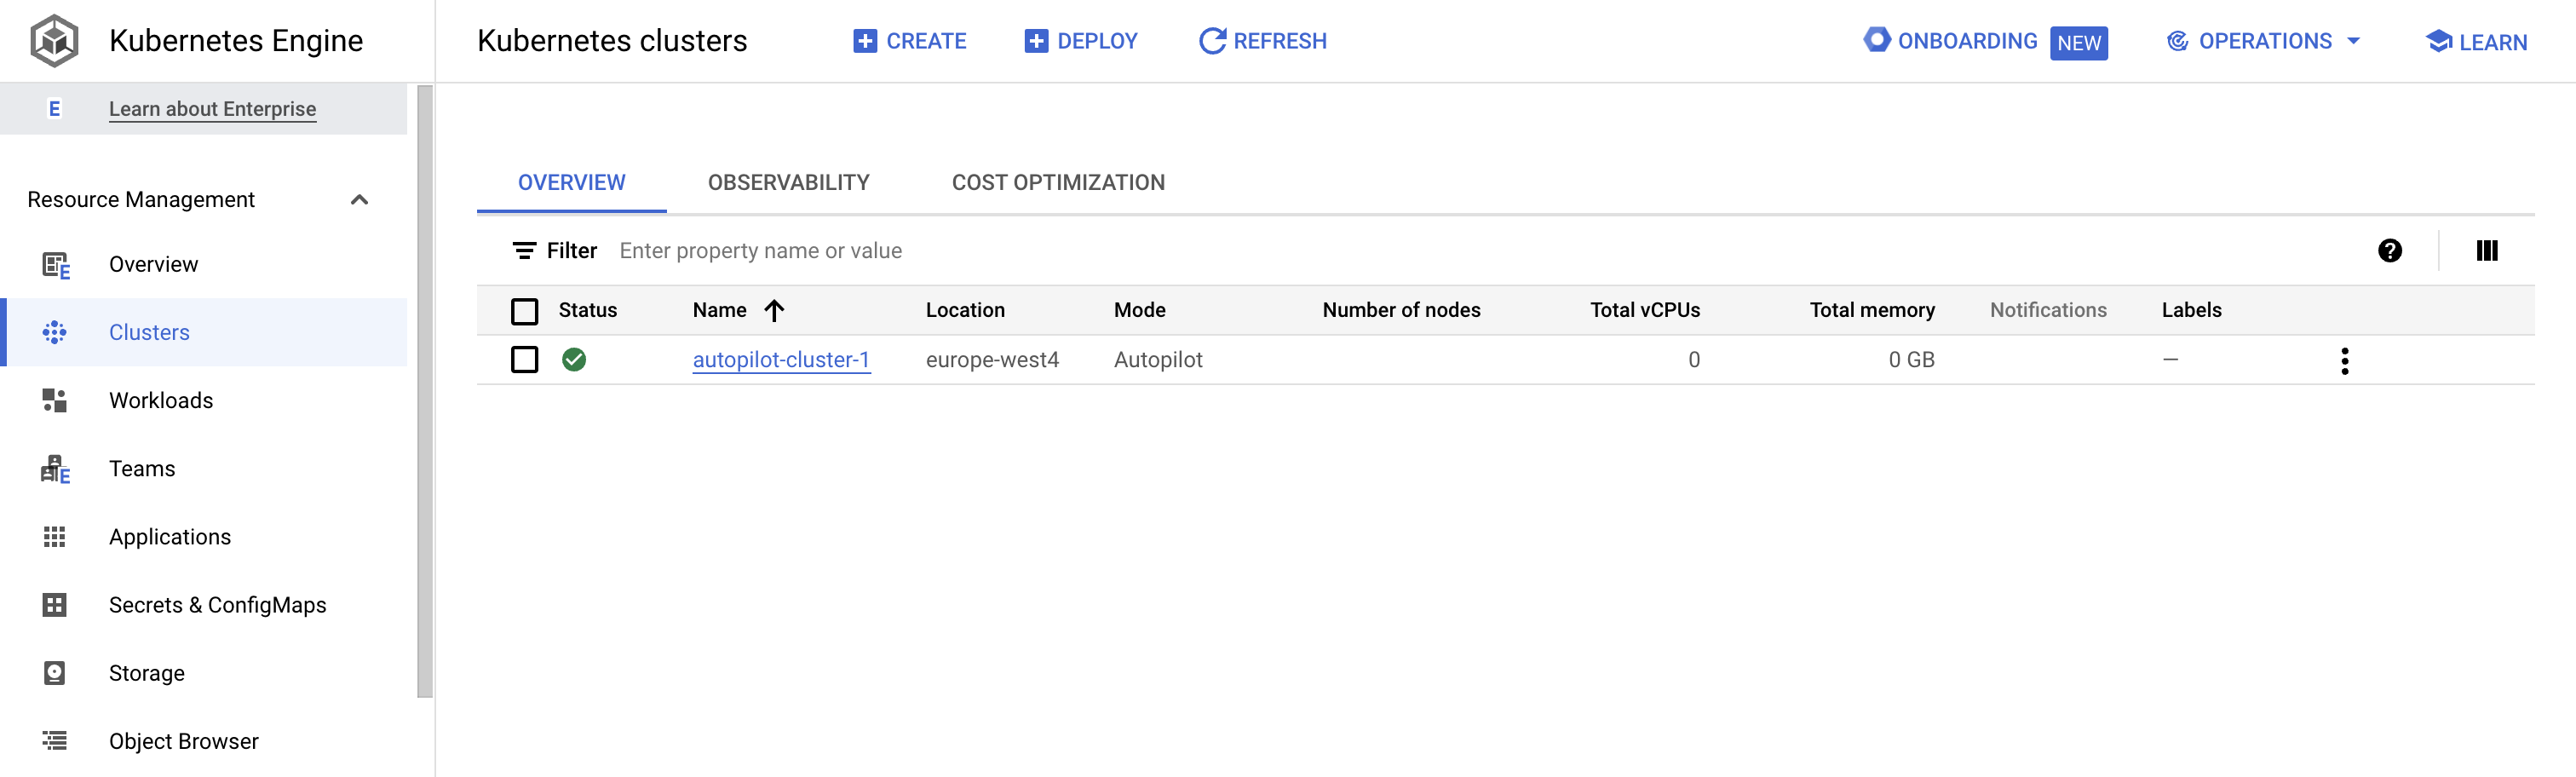 Kubernetes Engine
Kubernetes clusters
CREATE
DEPLOY
REFRESH
ONBOARDING NEW
OPERATIONS
LEARN
E Learn about Enterprise
Resource Management
E Overview
Clusters
Workloads
E Teams
Applications
Secrets & ConfigMaps
Storage
Object Browser
OVERVIEW OBSERVABILITY COST OPTIMIZATION
Filter Enter property name or value
?
Status Name Location Mode Number of nodes Total vCPUs Total memory Notifications Labels
autopilot-cluster-1 europe-west4 Autopilot 0 0 GB —